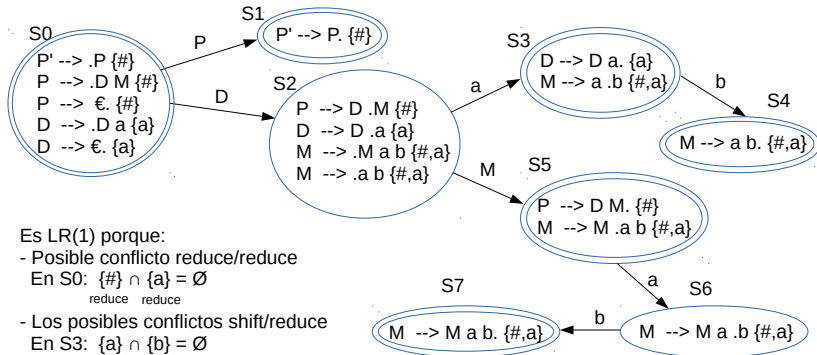 S0
P' --> .P {#}
P --> .D M {#}
P --> €. {#}
D --> .D a {a}
D --> €. {a}
P
D
S1
P' --> P. {#}
S2
P --> D .M {#}
D --> D .a {a}
M --> .M a b {#,a}
M --> .a b {#,a}
a
M
S3
D --> D a. {a}
M --> a .b {#,a}
b
S4
M --> a b. {#,a}
S5
P --> D M. {#}
M --> M .a b {#,a}
a
S6
M --> M a .b {#,a}
b
S7
M --> M a b. {#,a}
Es LR(1) porque:
- Posible conflicto reduce/reduce
En S0: {#} ∩ {a} = Ø
reduce reduce
- Los posibles conflictos shift/reduce
En S3: {a} ∩ {b} = Ø